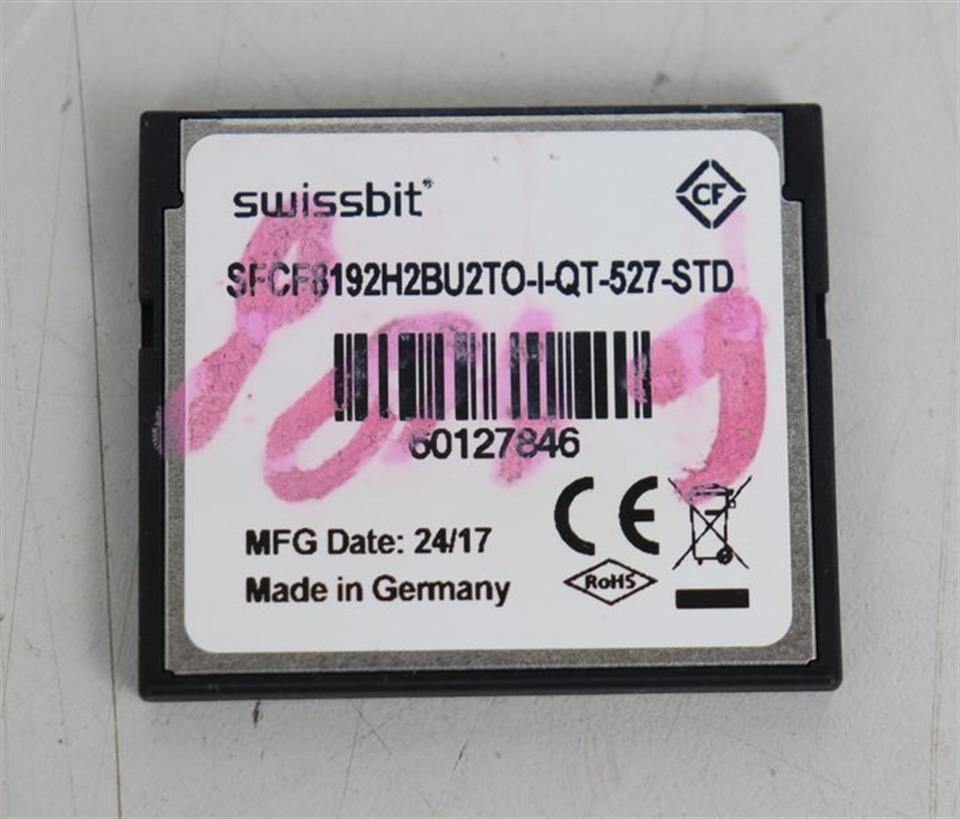 swissbit®
CF
SFCF8192H2BU2TO-I-QT-527-STD
60127846
MFG Date: 24/17
Made in Germany
CE
RoHS